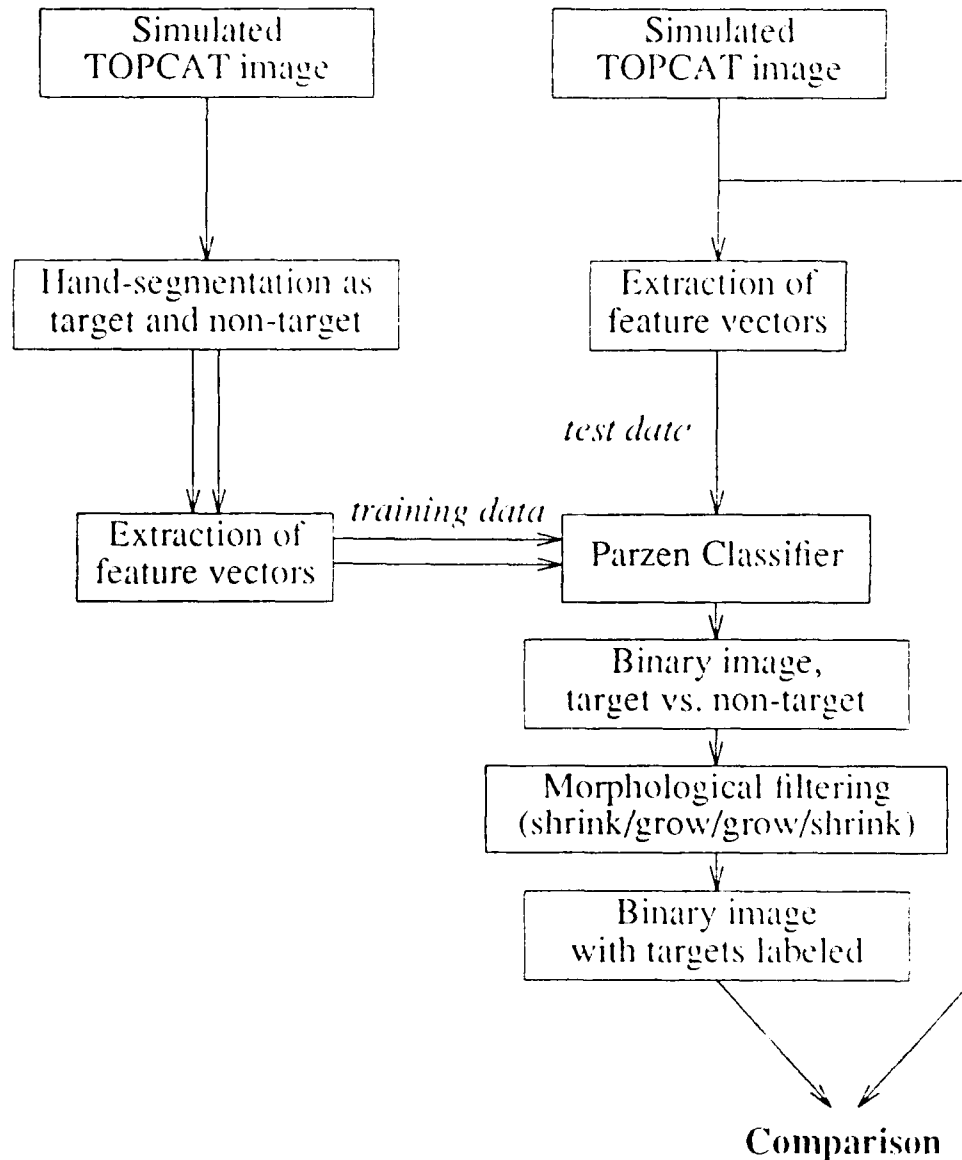 Simulated
TOPCAT image
Simulated
TOPCAT image
Hand-segmentation as
target and non-target
Extraction of
feature vectors
test data
training data
Extraction of
feature vectors
Parzen Classifier
Binary image,
target vs. non-target
Morphological filtering
(shrink/grow/grow/shrink)
Binary image
with targets labeled
Comparison